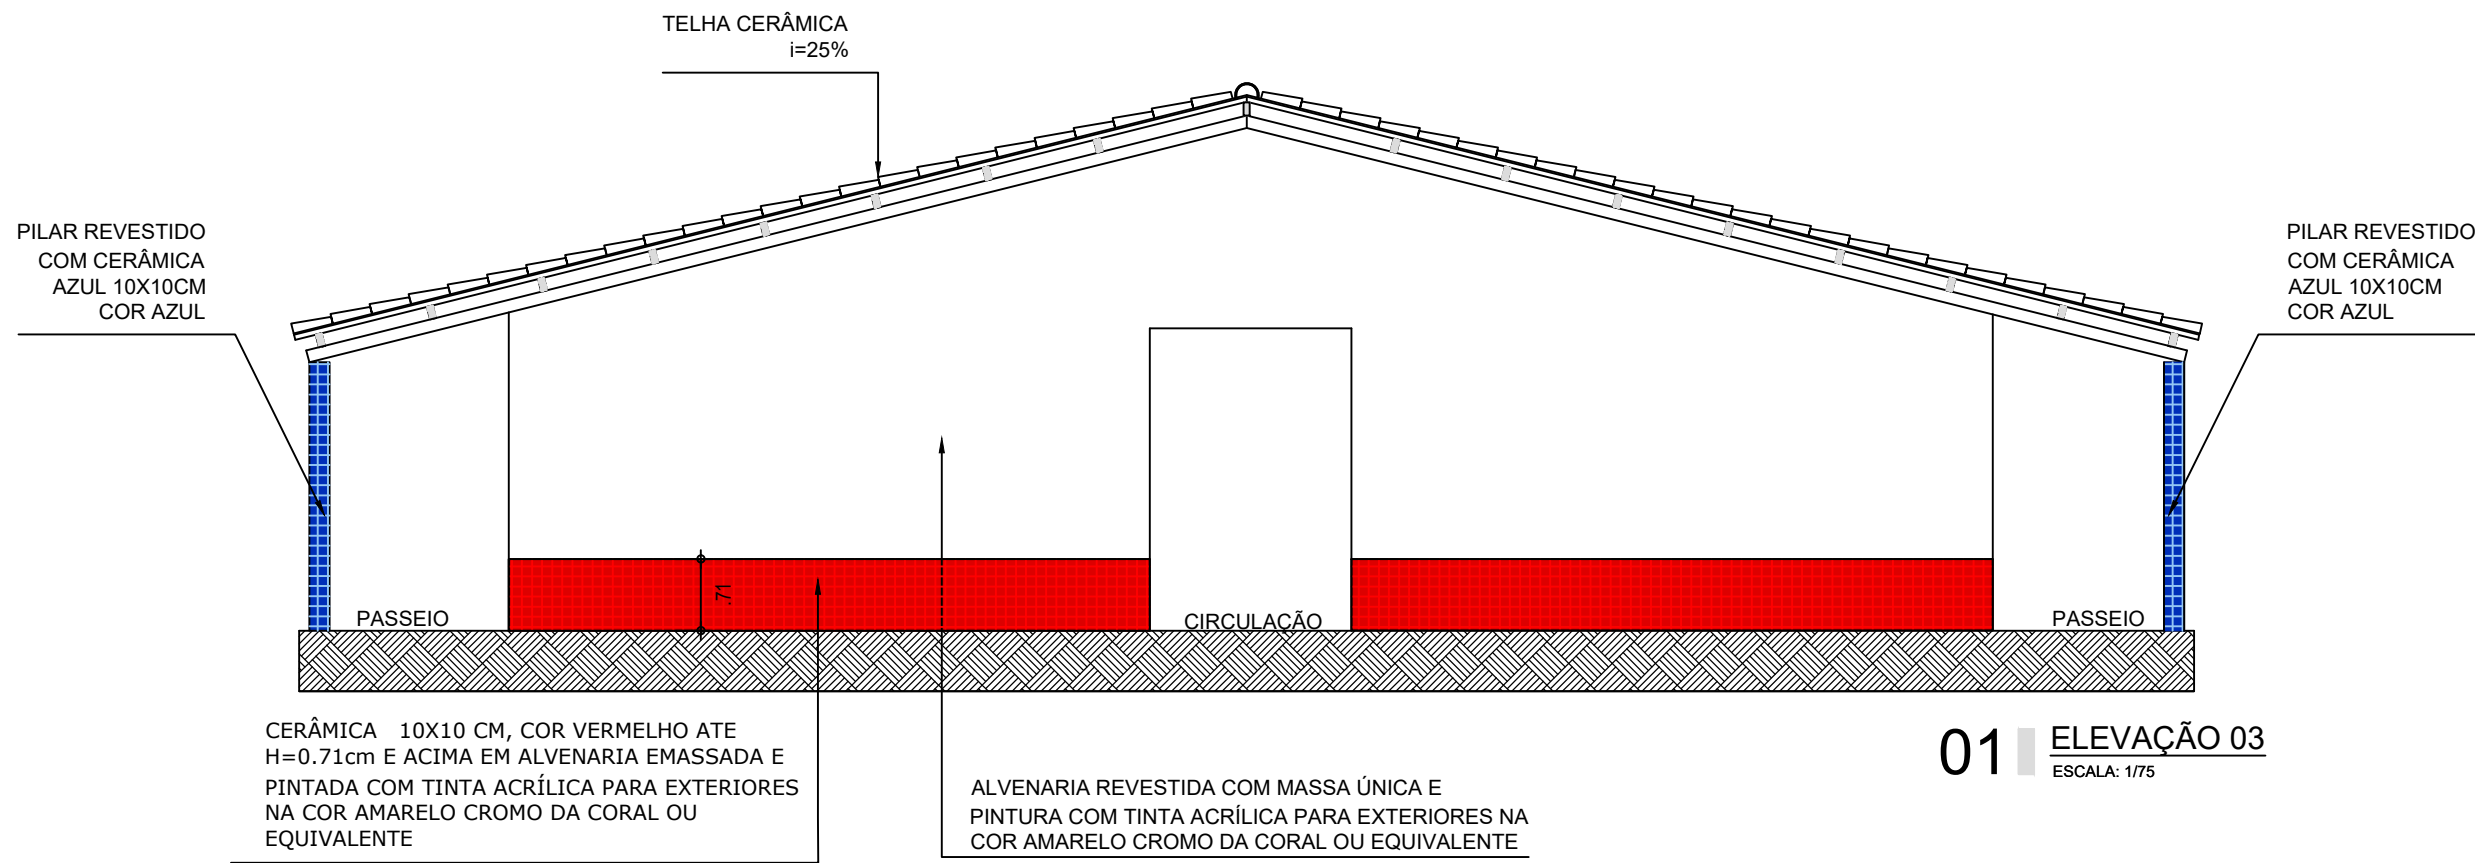 TELHA CERÂMICA
i=25%
PILAR REVESTIDO
COM CERÂMICA
AZUL 10X10CM
COR AZUL
PILAR REVESTIDO
COM CERÂMICA
AZUL 10X10CM
COR AZUL
.71
PASSEIO
CIRCULAÇÃO
PASSEIO
CERÂMICA 10X10 CM, COR VERMELHO ATE
H=0.71cm E ACIMA EM ALVENARIA EMASSADA E
PINTADA COM TINTA ACRÍLICA PARA EXTERIORES
NA COR AMARELO CROMO DA CORAL OU
EQUIVALENTE
ALVENARIA REVESTIDA COM MASSA ÚNICA E
PINTURA COM TINTA ACRÍLICA PARA EXTERIORES NA
COR AMARELO CROMO DA CORAL OU EQUIVALENTE
01 ELEVAÇÃO 03
ESCALA: 1/75